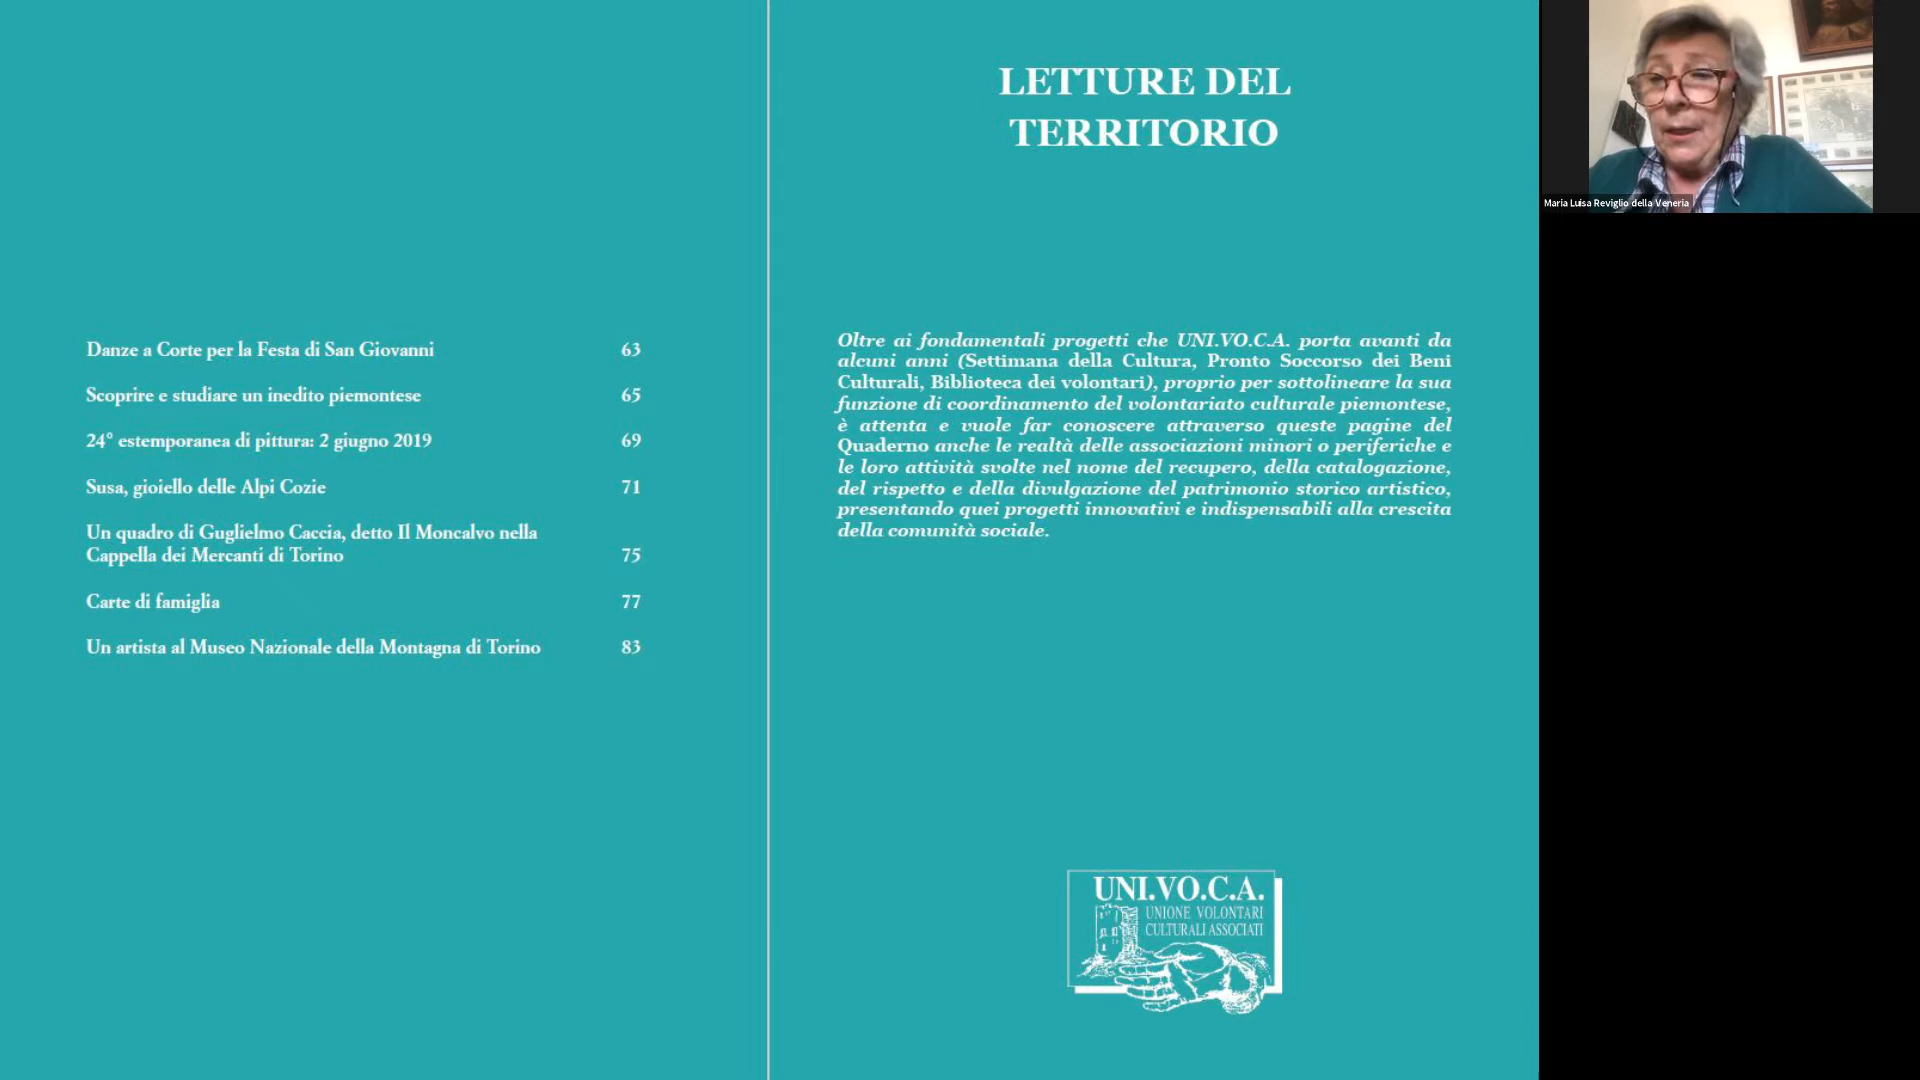 Danze a Corte per la Festa di San Giovanni 63
Scoprire e studiare un inedito piemontese 65
24° estemporanea di pittura: 2 giugno 2019 69
Susa, gioiello delle Alpi Cozie 71
Un quadro di Guglielmo Caccia, detto Il Moncalvo nella
Cappella dei Mercanti di Torino 75
Carte di famiglia 77
Un artista al Museo Nazionale della Montagna di Torino 83
LETTURE DEL
TERRITORIO
Oltre ai fondamentali progetti che UNI.VO.C.A. porta avanti da
alcuni anni (Settimana della Cultura, Pronto Soccorso dei Beni
Culturali, Biblioteca dei volontari), proprio per sottolineare la sua
funzione di coordinamento del volontariato culturale piemontese,
è attenta e vuole far conoscere attraverso queste pagine del
Quaderno anche le realtà delle associazioni minori o periferiche e
le loro attività svolte nel nome del recupero, della catalogazione,
del rispetto e della divulgazione del patrimonio storico artistico,
presentando quei progetti innovativi e indispensabili alla crescita
della comunità sociale.
UNI.VO.C.A.
UNIONE VOLONTARI
CULTURALI ASSOCIATI
Maria Luisa Reviglio della Veneria